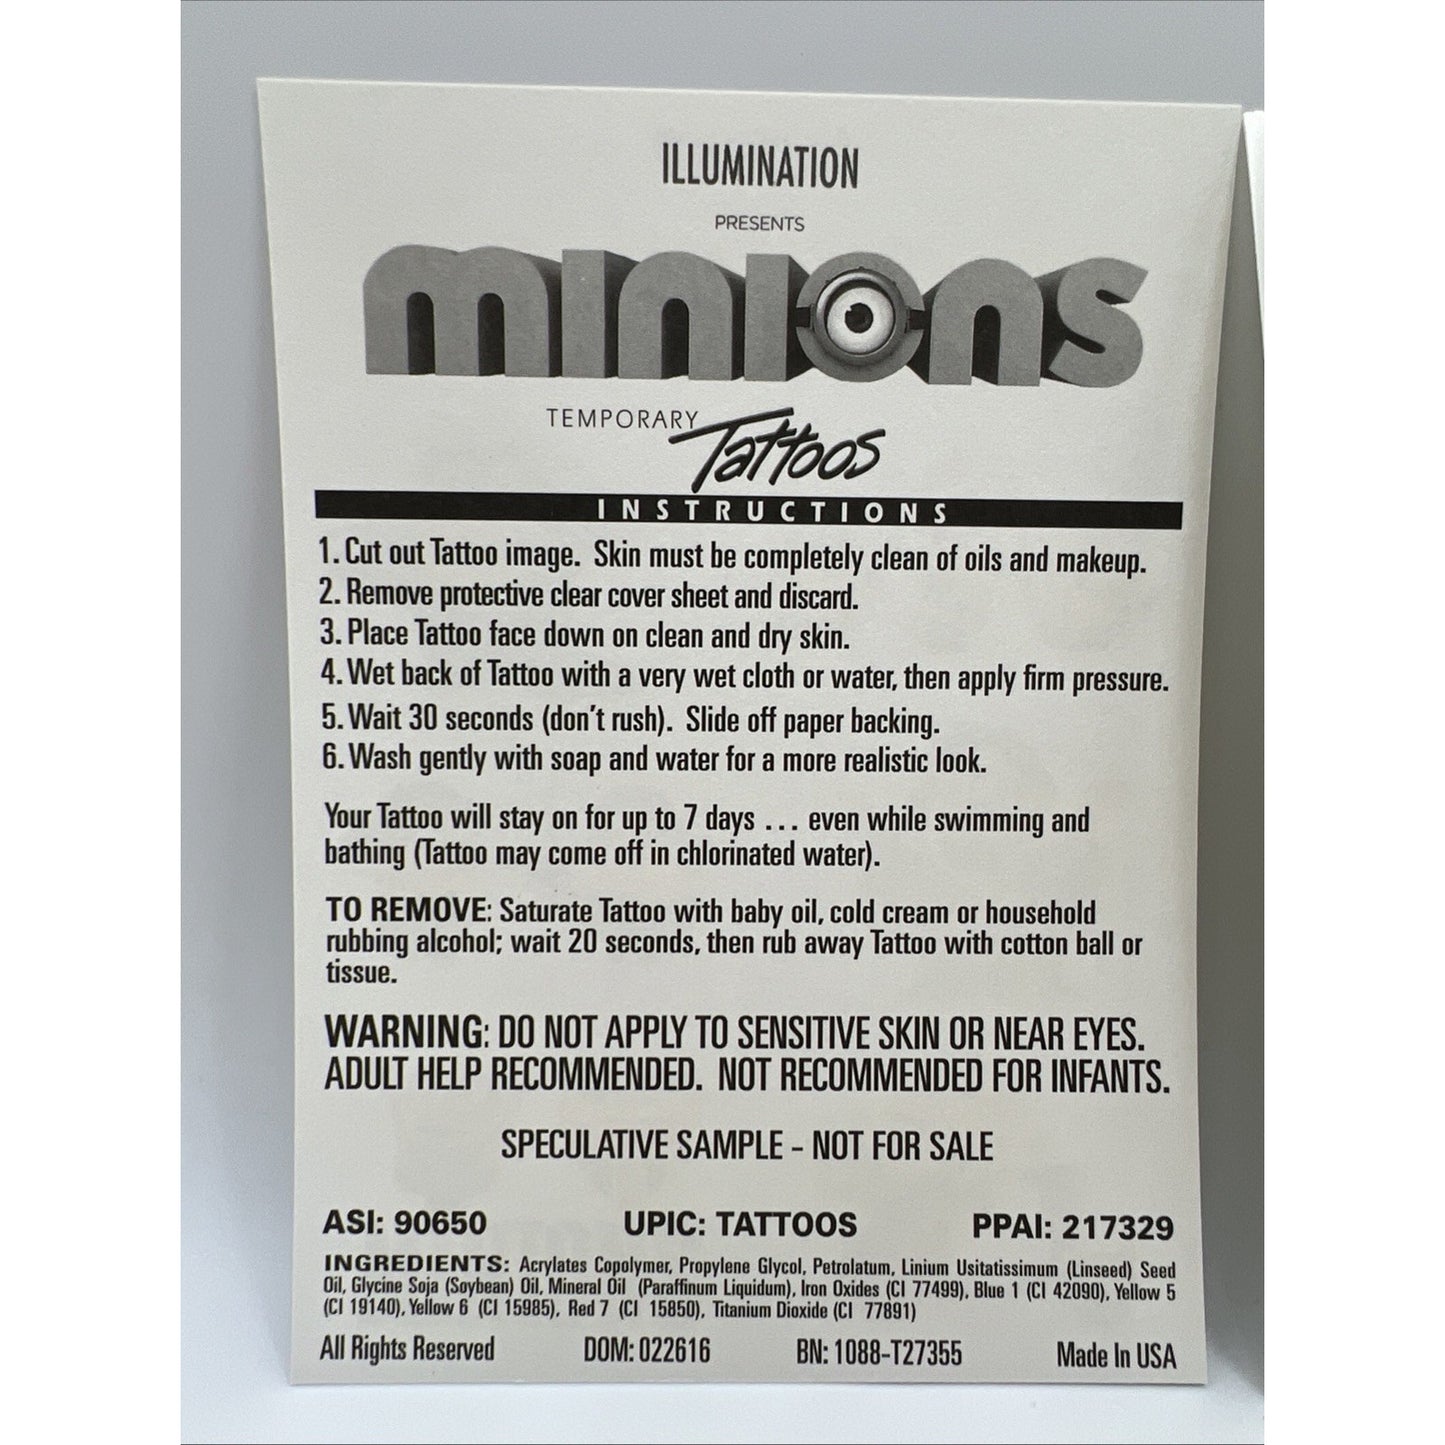 ILLUMINATION
PRESENTS
minions
TEMPORARY Tattoos
INSTRUCTIONS
1. Cut out Tattoo image. Skin must be completely clean of oils and makeup.
2. Remove protective clear cover sheet and discard.
3. Place Tattoo face down on clean and dry skin.
4. Wet back of Tattoo with a very wet cloth or water, then apply firm pressure.
5. Wait 30 seconds (don't rush). Slide off paper backing.
6. Wash gently with soap and water for a more realistic look.
Your Tattoo will stay on for up to 7 days ... even while swimming and
bathing (Tattoo may come off in chlorinated water).
TO REMOVE: Saturate Tattoo with baby oil, cold cream or household
rubbing alcohol; wait 20 seconds, then rub away Tattoo with cotton ball or
tissue.
WARNING: DO NOT APPLY TO SENSITIVE SKIN OR NEAR EYES.
ADULT HELP RECOMMENDED. NOT RECOMMENDED FOR INFANTS.
SPECULATIVE SAMPLE - NOT FOR SALE
ASI: 90650 UPIC: TATTOOS PPAI: 217329
INGREDIENTS: Acrylates Copolymer, Propylene Glycol, Petrolatum, Linium Usitatissimum (Linseed) Seed
Oil, Glycine Soja (Soybean) Oil, Mineral Oil (Paraffinum Liquidum), Iron Oxides (CI 77499), Blue 1 (CI 42090), Yellow 5
(CI 19140), Yellow 6 (CI 15985), Red 7 (CI 15850), Titanium Dioxide (CI 77891)
All Rights Reserved DOM: 022616 BN: 1088-T27355 Made In USA